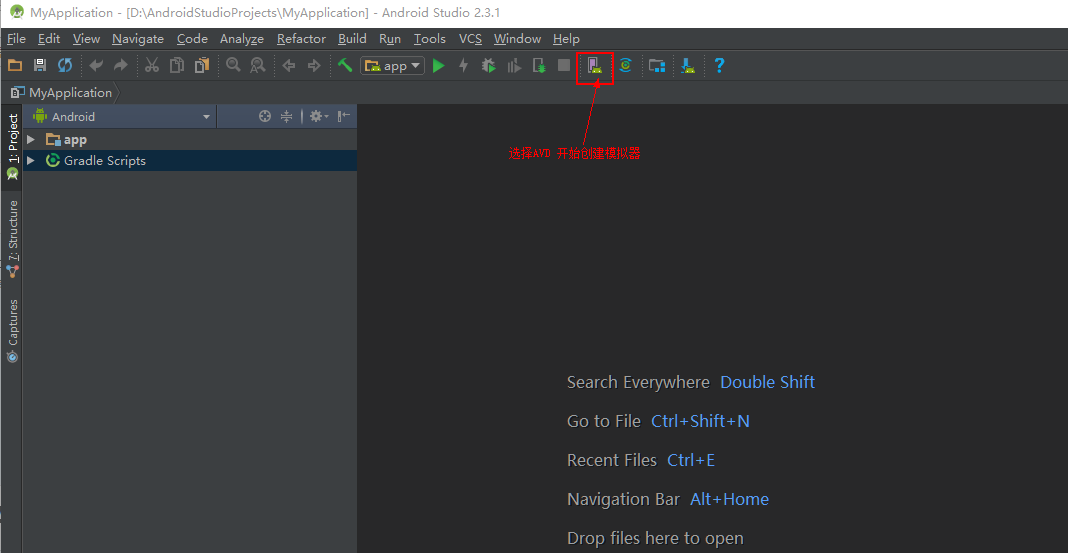 MyApplication - [D:\AndroidStudioProjects\MyApplication] - Android Studio 2.3.1
File Edit View Navigate Code Analyze Refactor Build Run Tools VCS Window Help
app
MyApplication
Android
app
Gradle Scripts
1: Project
7: Structure
Captures
选择AVD 开始创建模拟器
Search Everywhere Double Shift
Go to File Ctrl+Shift+N
Recent Files Ctrl+E
Navigation Bar Alt+Home
Drop files here to open